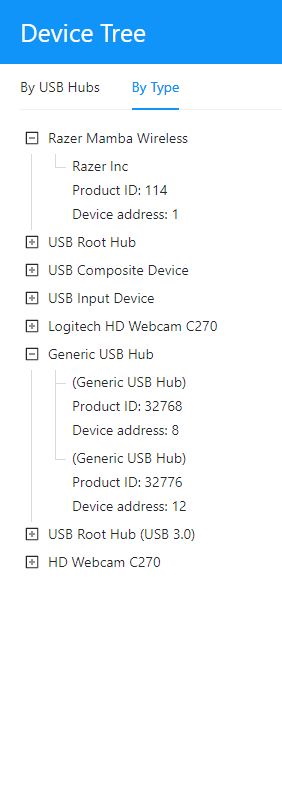 Device Tree
By USB Hubs By Type
Razer Mamba Wireless
Razer Inc
Product ID: 114
Device address: 1
USB Root Hub
USB Composite Device
USB Input Device
Logitech HD Webcam C270
Generic USB Hub
(Generic USB Hub)
Product ID: 32768
Device address: 8
(Generic USB Hub)
Product ID: 32776
Device address: 12
USB Root Hub (USB 3.0)
HD Webcam C270